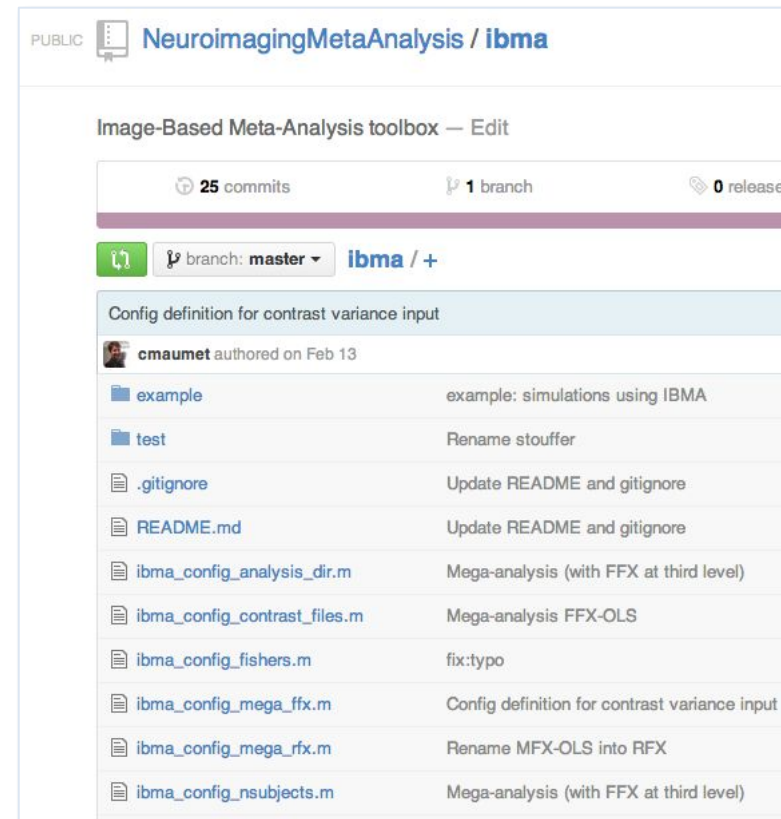 PUBLIC NeuroimagingMetaAnalysis / ibma
Image-Based Meta-Analysis toolbox — Edit
25 commits 1 branch 0 release
branch: master ibma / +
Config definition for contrast variance input
cmaumet authored on Feb 13
example example: simulations using IBMA
test Rename stouffer
.gitignore Update README and gitignore
README.md Update README and gitignore
ibma_config_analysis_dir.m Mega-analysis (with FFX at third level)
ibma_config_contrast_files.m Mega-analysis FFX-OLS
ibma_config_fishers.m fix:typo
ibma_config_mega_ffx.m Config definition for contrast variance input
ibma_config_mega_rfx.m Rename MFX-OLS into RFX
ibma_config_nsubjects.m Mega-analysis (with FFX at third level)